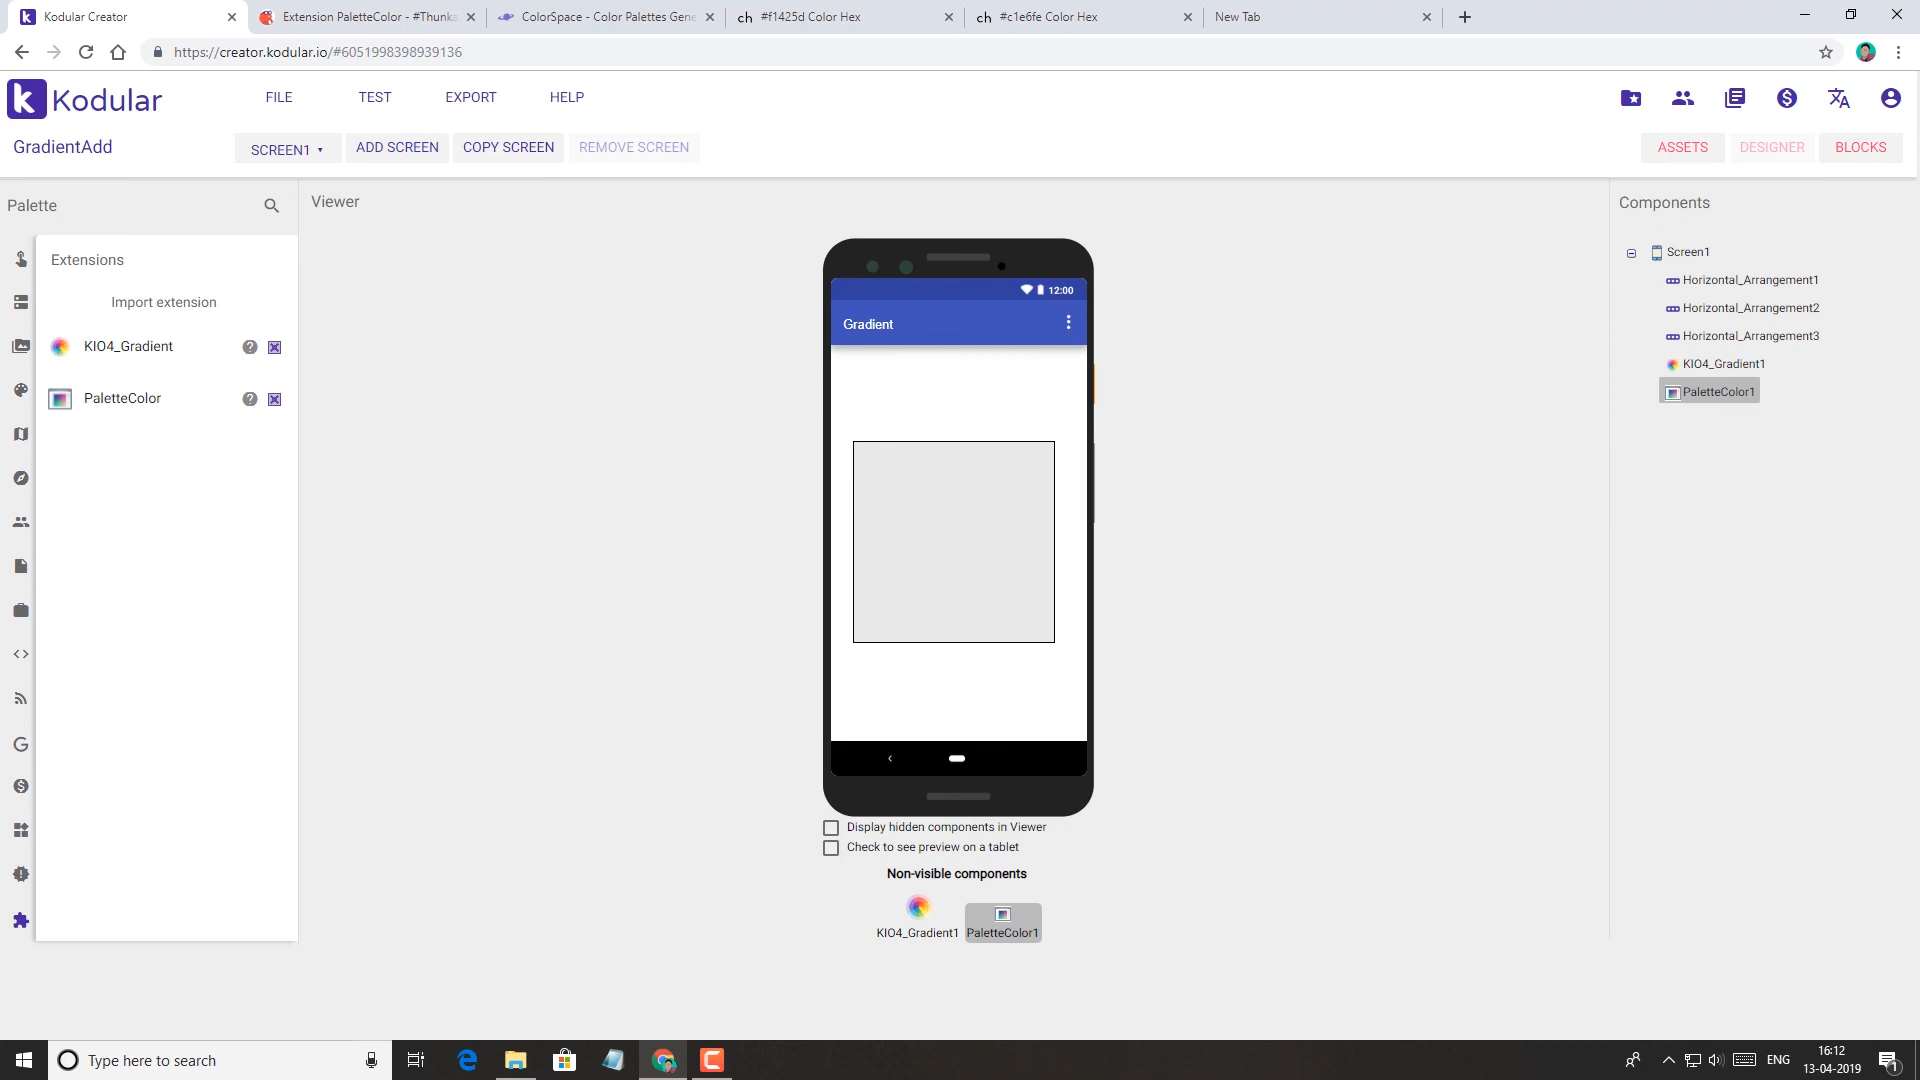 Kodular Creator
Extension PaletteColor - #Thunka
ColorSpace - Color Palettes Gene
ch #f1425d Color Hex
ch #c1e6fe Color Hex
New Tab
https://creator.kodular.io/#6051998398939136
k Kodular
FILE
TEST
EXPORT
HELP
GradientAdd
SCREEN1
ADD SCREEN
COPY SCREEN
REMOVE SCREEN
ASSETS
DESIGNER
BLOCKS
Palette
Viewer
Components
Extensions
Import extension
KIO4_Gradient
PaletteColor
12:00
Gradient
Screen1
Horizontal_Arrangement1
Horizontal_Arrangement2
Horizontal_Arrangement3
KIO4_Gradient1
PaletteColor1
Display hidden components in Viewer
Check to see preview on a tablet
Non-visible components
KIO4_Gradient1
PaletteColor1
Type here to search
ENG
16:12
13-04-2019
1